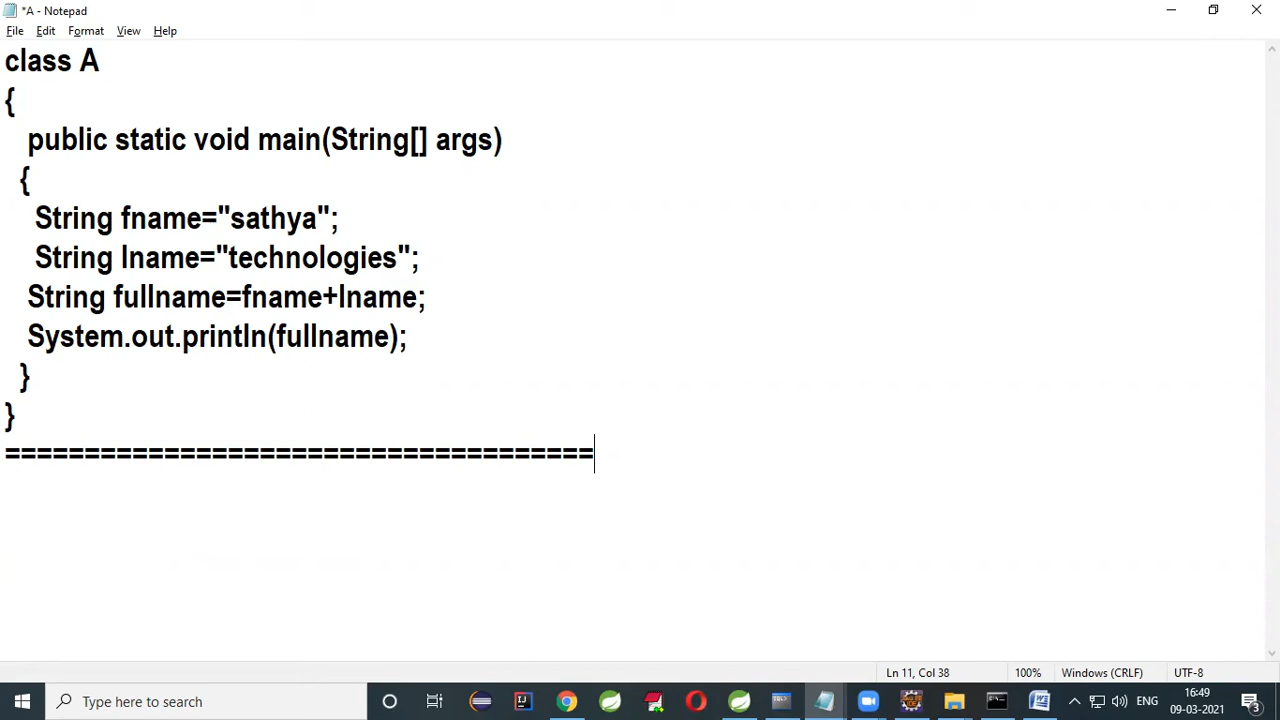 *A - Notepad
File Edit Format View Help
class A
{
public static void main(String[] args)
{
String fname="sathya";
String lname="technologies";
String fullname=fname+lname;
System.out.println(fullname);
}
}
=====================================
Ln 11, Col 38 100% Windows (CRLF) UTF-8
Type here to search
ENG
16:49
09-03-2021
3